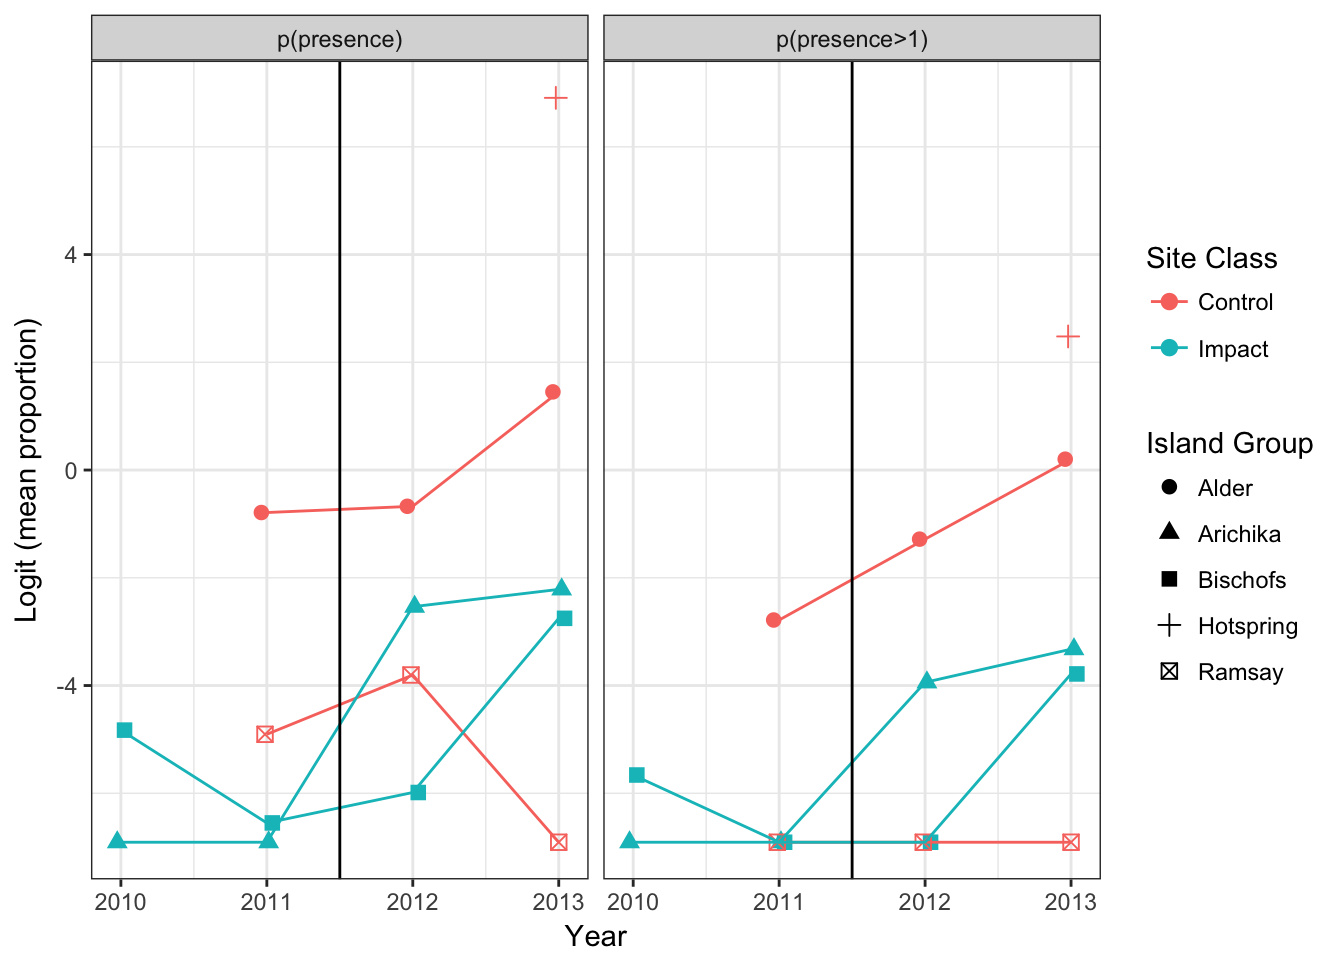 p(presence)
p(presence>1)
4
0
-4
Logit (mean proportion)
2010
2011
2012
2013
2010
2011
2012
2013
Year
Site Class
Control
Impact
Island Group
Alder
Arichika
Bischofs
Hotspring
Ramsay